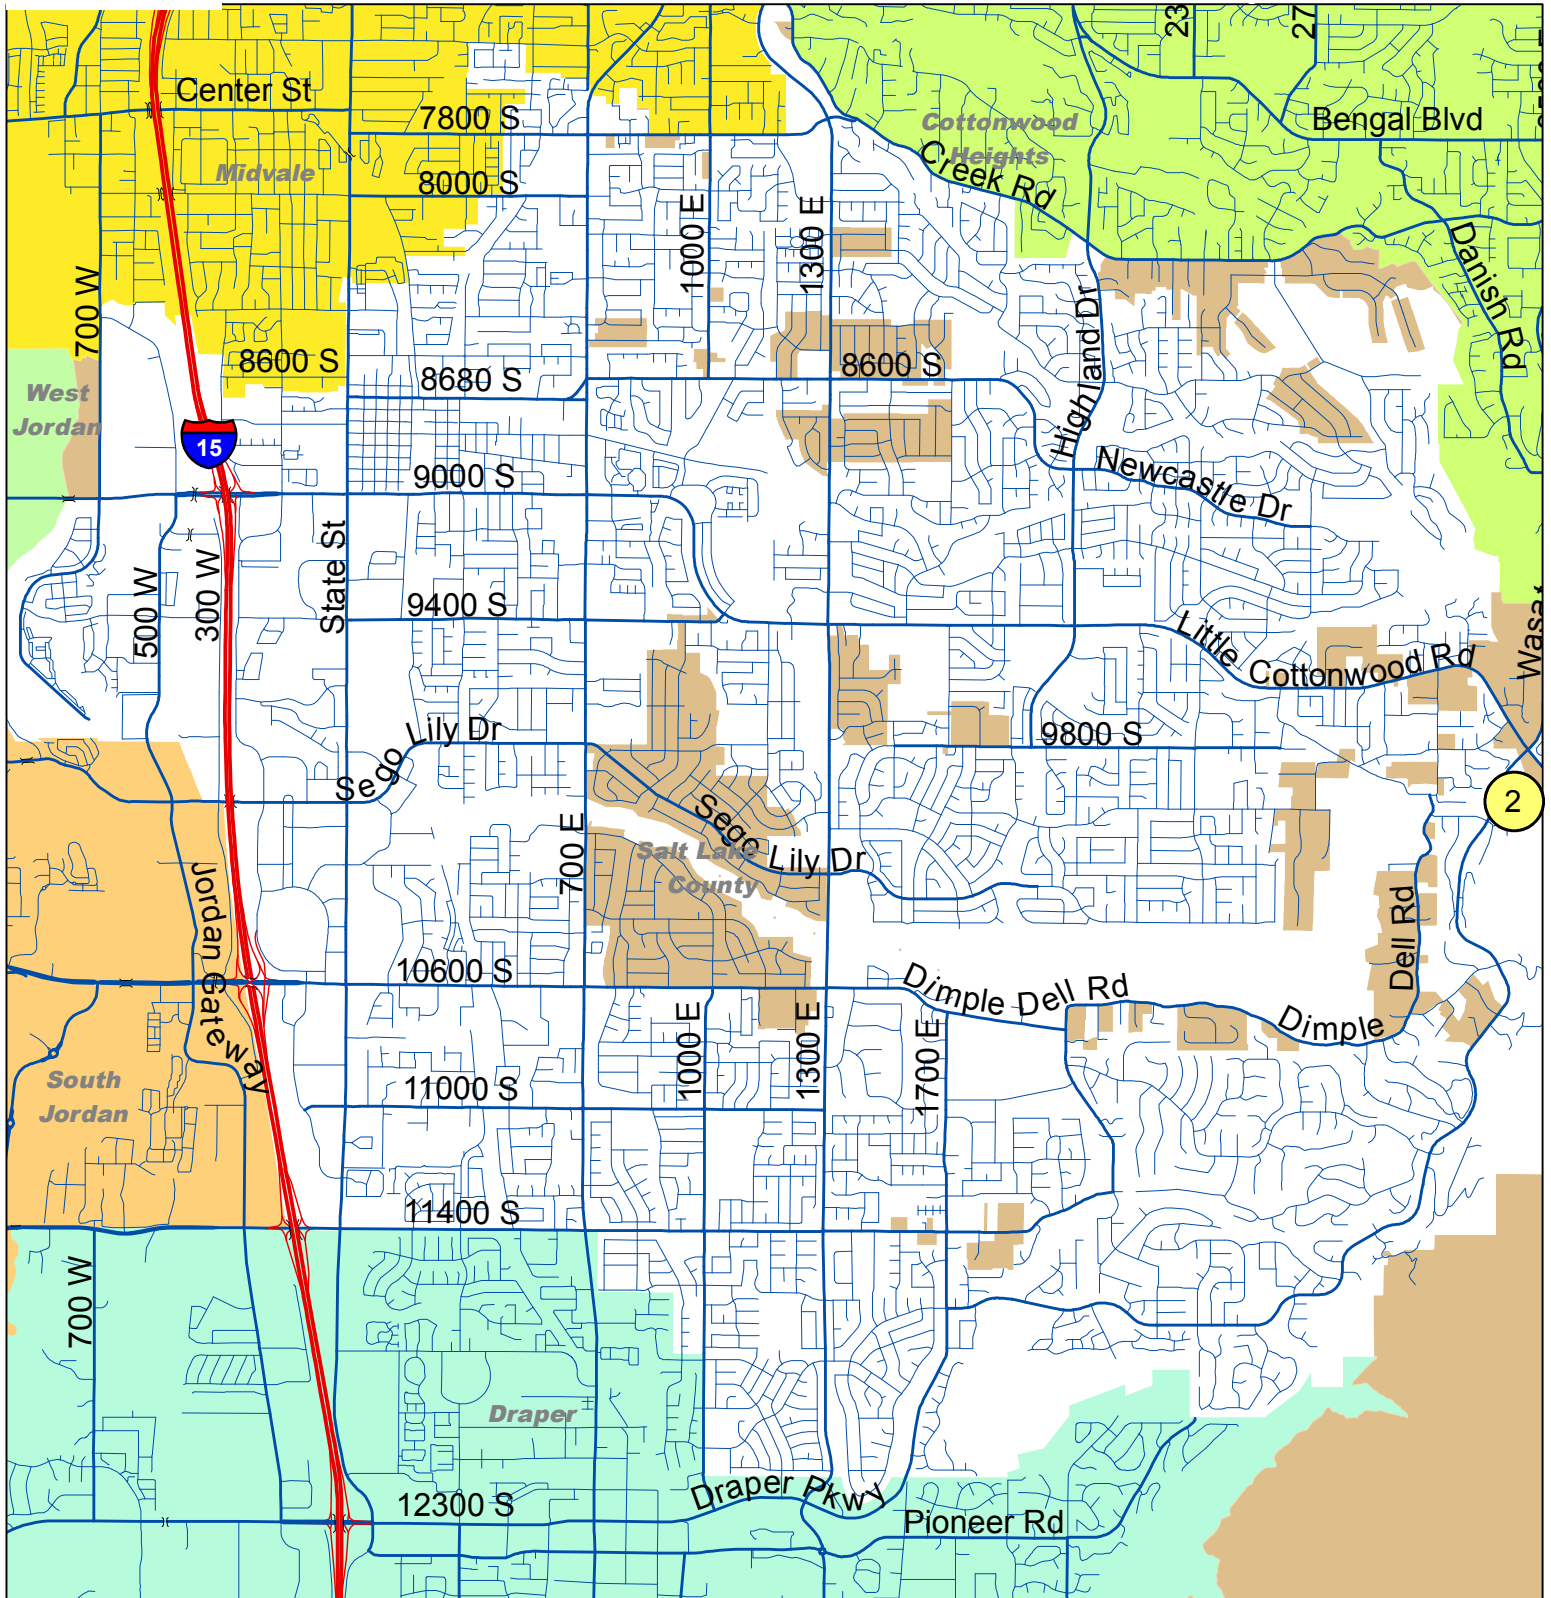 23
27
Center St
7800 S
Bengal Blvd
Cottonwood
Heights
Creek Rd
Midvale
8000 S
1000 E
1300 E
Danish Rd
700 W
Highland Dr
8600 S
8680 S
8600 S
West
Jordan
15
9000 S
Newcastle Dr
State St
300 W
500 W
9400 S
Little Cottonwood Rd
Wasat
Sego Lily Dr
9800 S
2
Sego Lily Dr
700 E
Salt Lake
County
Jordan Gateway
Dell Rd
10600 S
Dimple Dell Rd
Dimple
1000 E
1300 E
1700 E
South
Jordan
11000 S
11400 S
700 W
Draper
12300 S
Draper Pkwy
Pioneer Rd